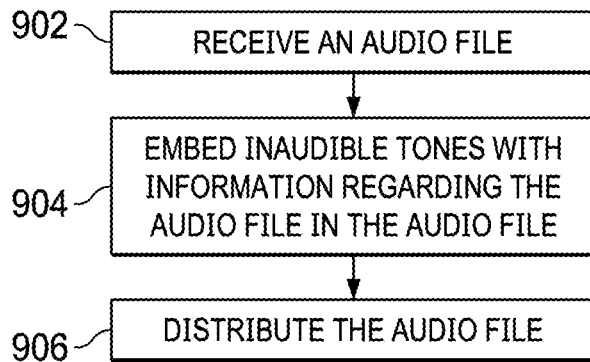 902
RECEIVE AN AUDIO FILE
904
EMBED INAUDIBLE TONES WITH
INFORMATION REGARDING THE
AUDIO FILE IN THE AUDIO FILE
906
DISTRIBUTE THE AUDIO FILE